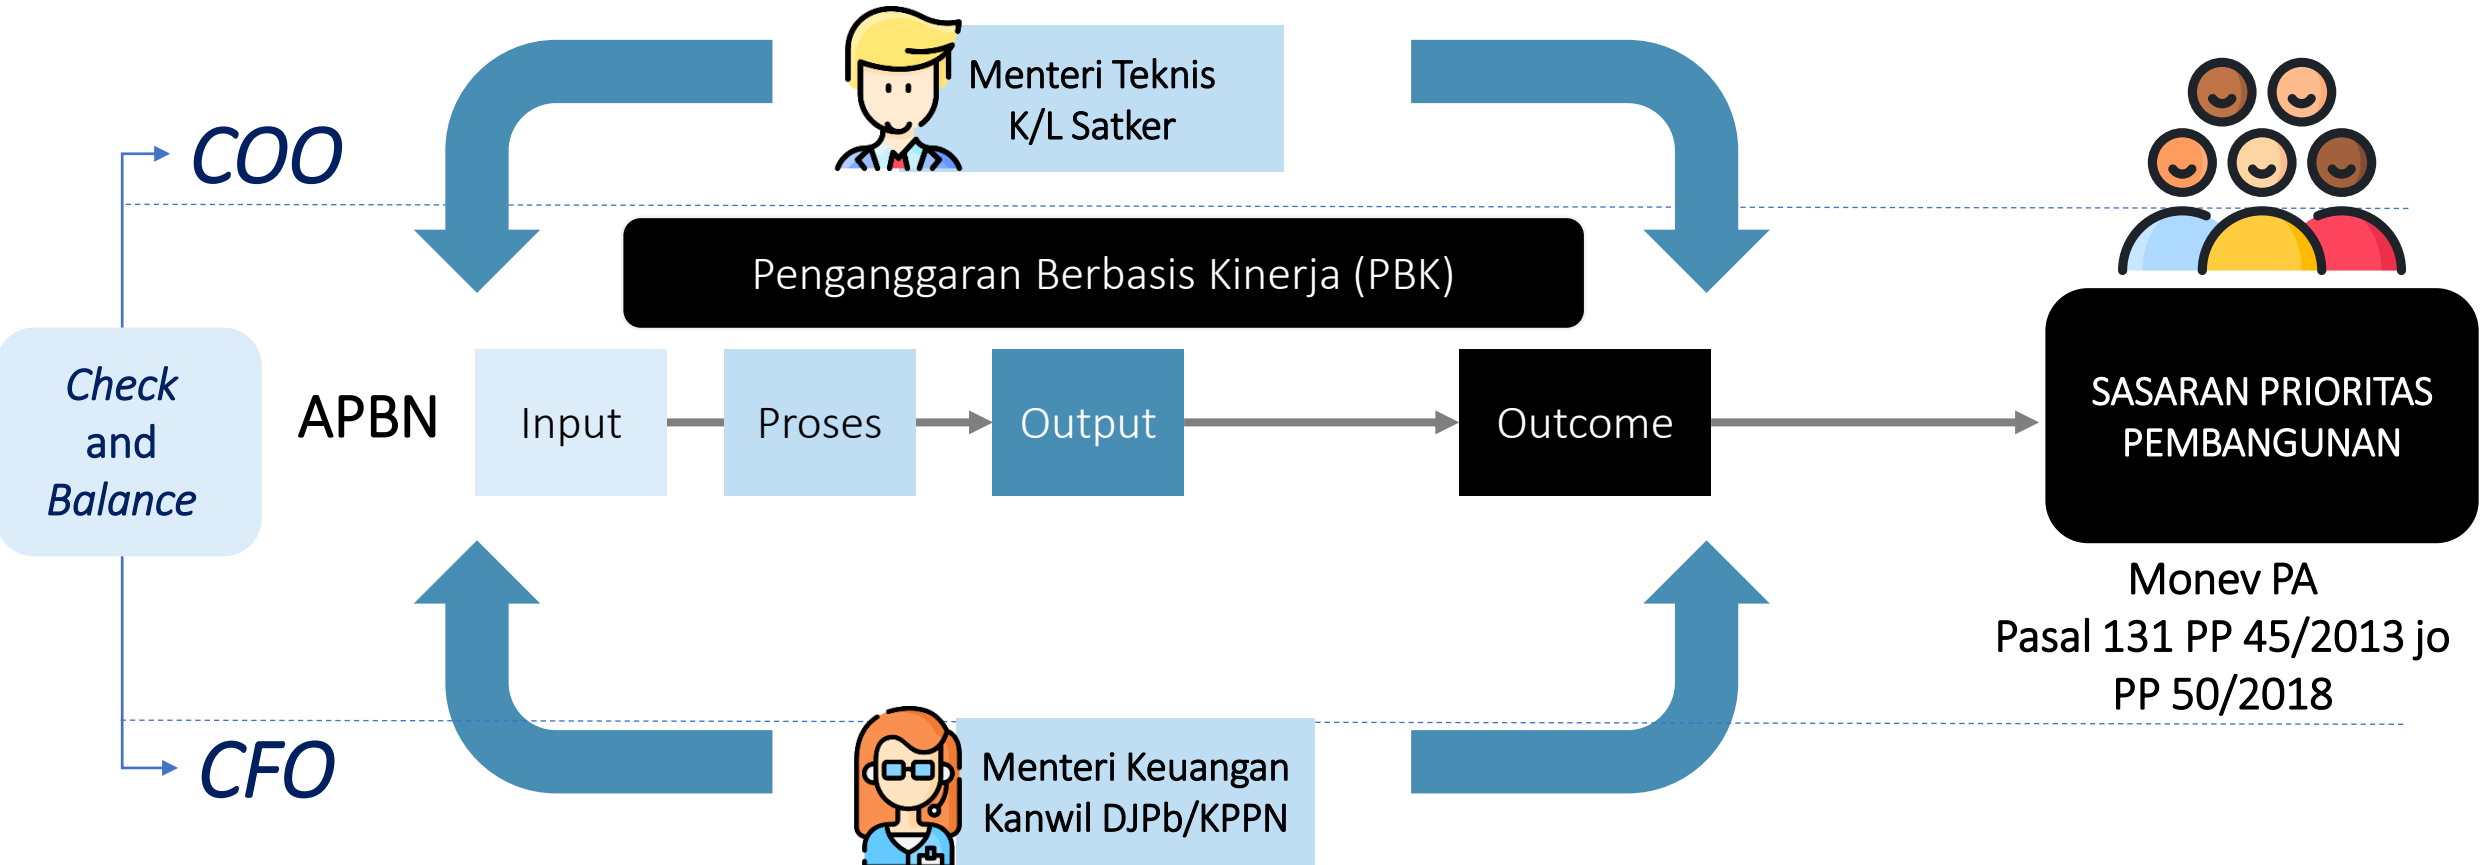 Menteri Teknis
K/L Satker
COO
Penganggaran Berbasis Kinerja (PBK)
Check
and
Balance
APBN
Input
Proses
Output
Outcome
SASARAN PRIORITAS
PEMBANGUNAN
Monev PA
Pasal 131 PP 45/2013 jo
PP 50/2018
CFO
Menteri Keuangan
Kanwil DJPb/KPPN